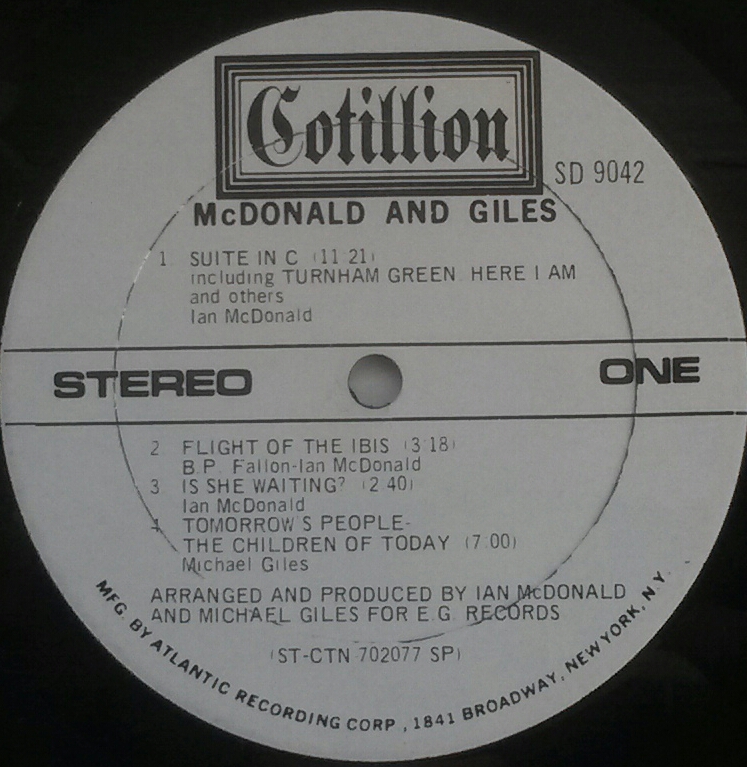 Cotillion
SD 9042
McDONALD AND GILES
1 SUITE IN C (11:21)
including TURNHAM GREEN, HERE I AM
and others
Ian McDonald
STEREO
ONE
2. FLIGHT OF THE IBIS (3:18)
B.P. Fallon-Ian McDonald
3 IS SHE WAITING? (2:40)
Ian McDonald
4 TOMORROW'S PEOPLE-
THE CHILDREN OF TODAY (7:00)
Michael Giles
ARRANGED AND PRODUCED BY IAN McDONALD
AND MICHAEL GILES FOR E.G. RECORDS
(ST-CTN 702077 SP)
MFG. BY ATLANTIC RECORDING CORP., 1841 BROADWAY, NEW YORK, N.Y.